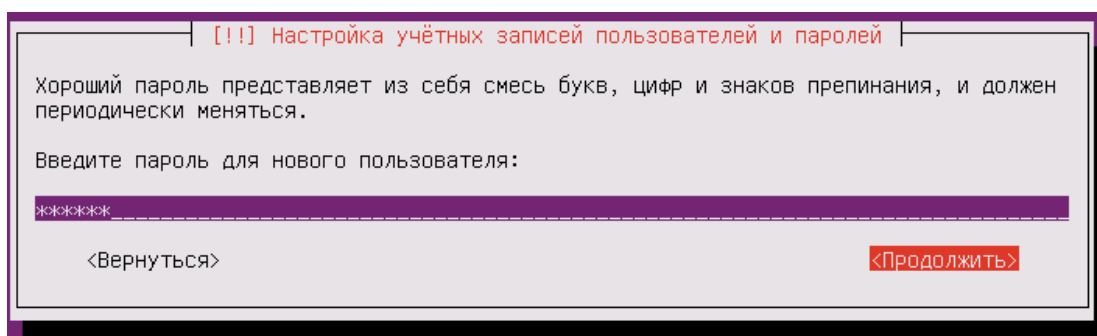 [!!] Настройка учётных записей пользователей и паролей
Хороший пароль представляет из себя смесь букв, цифр и знаков препинания, и должен
периодически меняться.
Введите пароль для нового пользователя:
******
<Вернуться> <Продолжить>